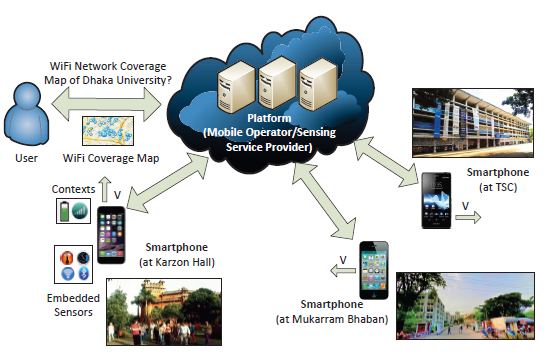 WiFi Network Coverage
Map of Dhaka University?
Platform
(Mobile Operator/Sensing
Service Provider)
User
WiFi Coverage Map
Contexts
V
Smartphone
(at TSC)
V
Smartphone
(at Karzon Hall)
V
Embedded
Sensors
Smartphone
(at Mukarram Bhaban)